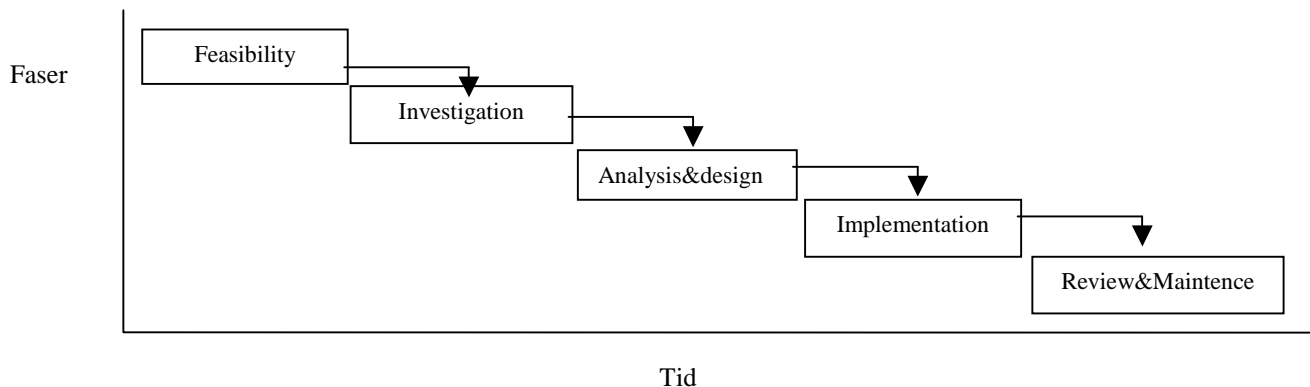 Feasibility
Faser
Investigation
Analysis&design
Implementation
Review&Maintence
Tid